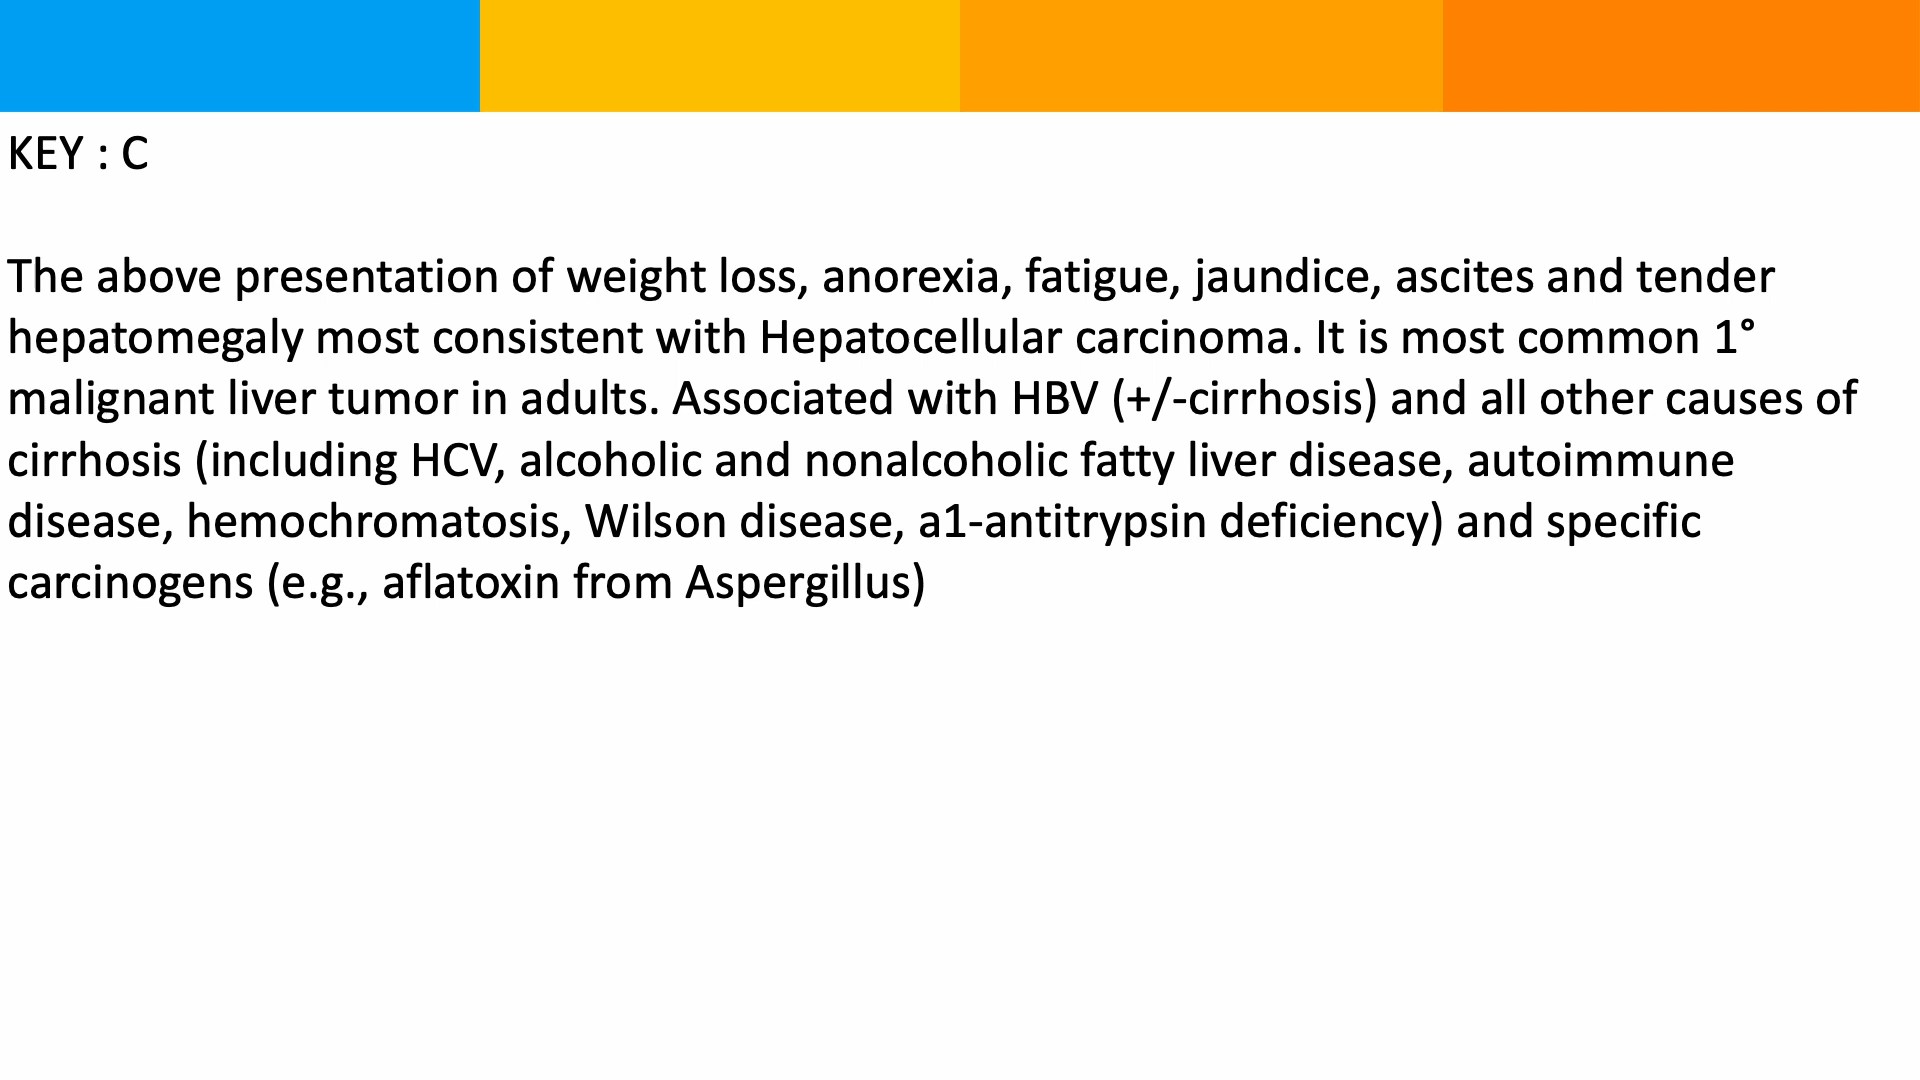 KEY : C
The above presentation of weight loss, anorexia, fatigue, jaundice, ascites and tender
hepatomegaly most consistent with Hepatocellular carcinoma. It is most common 1°
malignant liver tumor in adults. Associated with HBV (+/-cirrhosis) and all other causes of
cirrhosis (including HCV, alcoholic and nonalcoholic fatty liver disease, autoimmune
disease, hemochromatosis, Wilson disease, a1-antitrypsin deficiency) and specific
carcinogens (e.g., aflatoxin from Aspergillus)